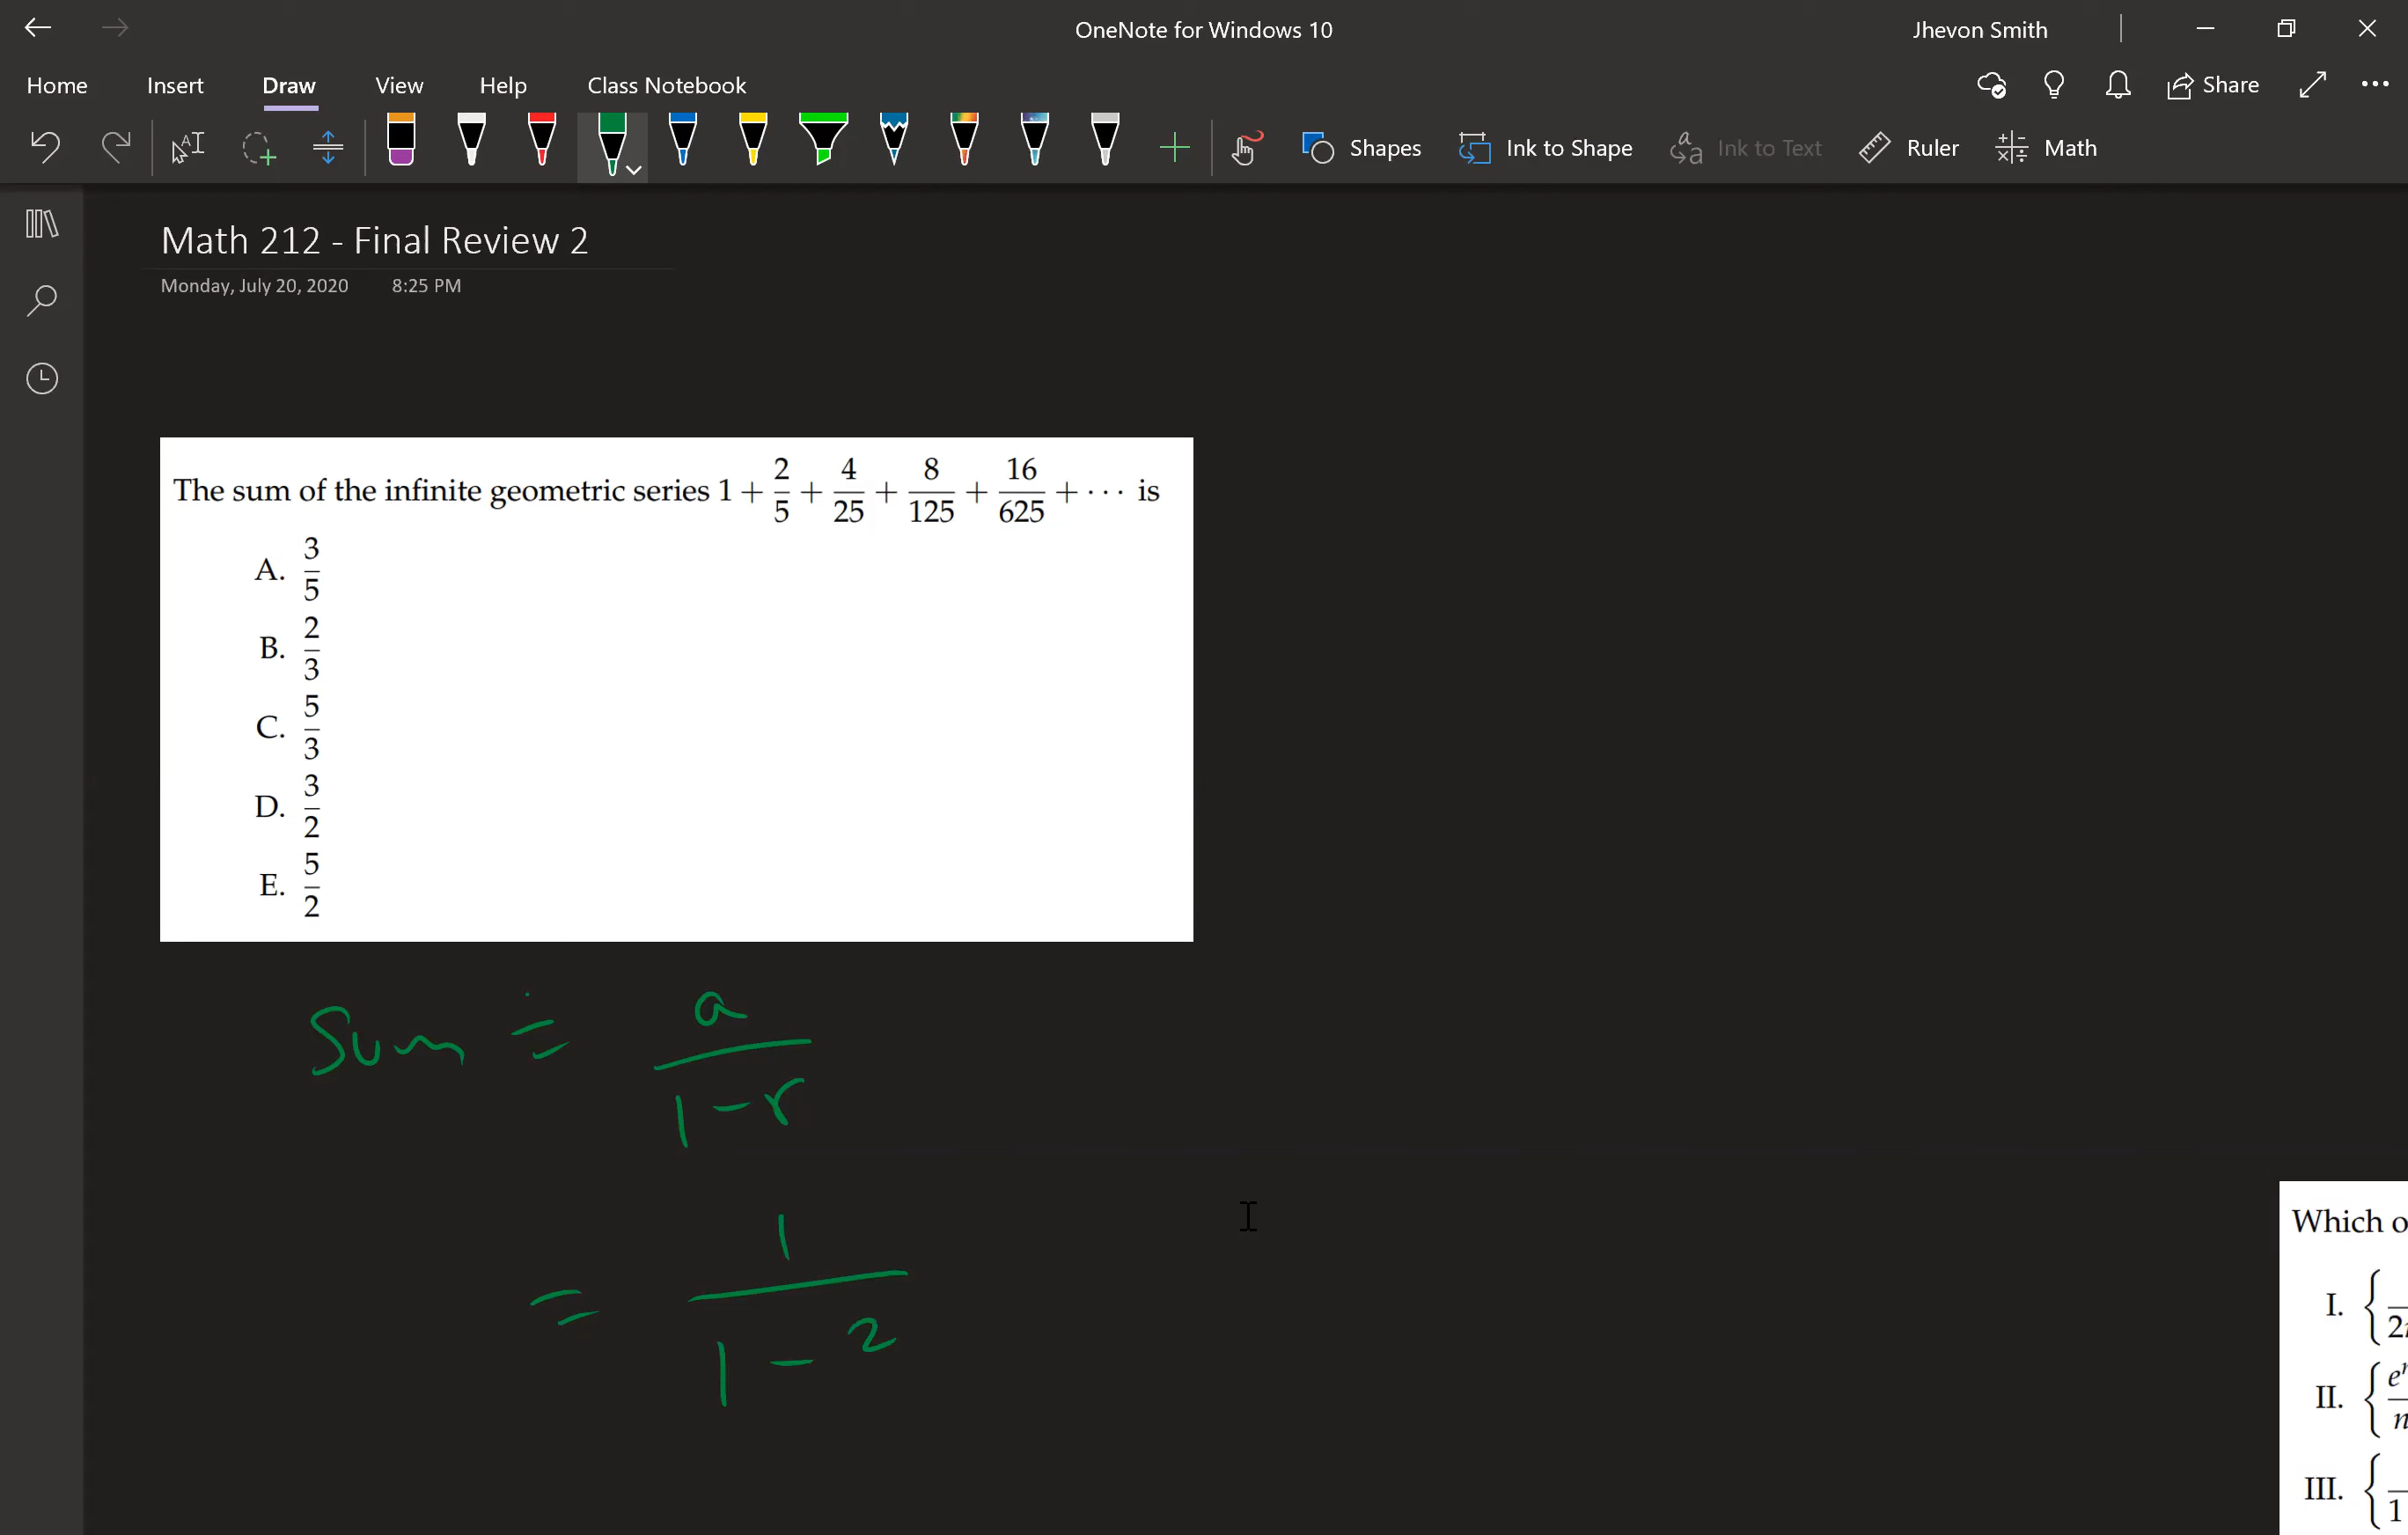 OneNote for Windows 10
Jhevon Smith
Home Insert Draw View Help Class Notebook
Share
Shapes Ink to Shape Ink to Text Ruler Math
Math 212 - Final Review 2
Monday, July 20, 2020 8:25 PM
The sum of the infinite geometric series 1 + 2/5 + 4/25 + 8/125 + 16/625 + ⋯ is
A. 3/5
B. 2/3
C. 5/3
D. 3/2
E. 5/2
Sum = a/(1-r)
= 1/(1-2
Which
I. {
II. {
III. {